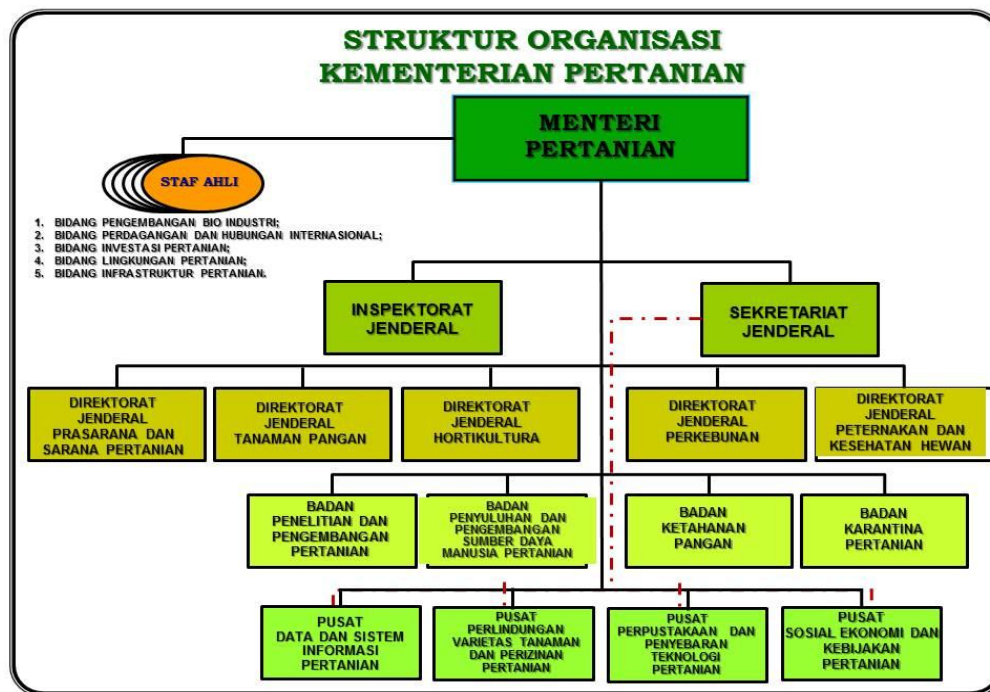 STRUKTUR ORGANISASI
KEMENTERIAN PERTANIAN
MENTERI
PERTANIAN
STAF AHLI
1. BIDANG PENGEMBANGAN BIO INDUSTRI;
2. BIDANG PERDAGANGAN DAN HUBUNGAN INTERNASIONAL;
3. BIDANG INVESTASI PERTANIAN;
4. BIDANG LINGKUNGAN PERTANIAN;
5. BIDANG INFRASTRUKTUR PERTANIAN.
INSPEKTORAT
JENDERAL
SEKRETARIAT
JENDERAL
DIREKTORAT
JENDERAL
PRASARANA DAN
SARANA PERTANIAN
DIREKTORAT
JENDERAL
TANAMAN PANGAN
DIREKTORAT
JENDERAL
HORTIKULTURA
DIREKTORAT
JENDERAL
PERKEBUNAN
DIREKTORAT
JENDERAL
PETERNAKAN DAN
KESEHATAN HEWAN
BADAN
PENELITIAN DAN
PENGEMBANGAN
PERTANIAN
BADAN
PENYULUHAN DAN
PENGEMBANGAN
SUMBER DAYA
MANUSIA PERTANIAN
BADAN
KETAHANAN
PANGAN
BADAN
KARANTINA
PERTANIAN
PUSAT
DATA DAN SISTEM
INFORMASI
PERTANIAN
PUSAT
PERLINDUNGAN
VARIETAS TANAMAN
DAN PERIZINAN
PERTANIAN
PUSAT
PERPUSTAKAAN DAN
PENYEBARAN
TEKNOLOGI
PERTANIAN
PUSAT
SOSIAL EKONOMI DAN
KEBIJAKAN
PERTANIAN